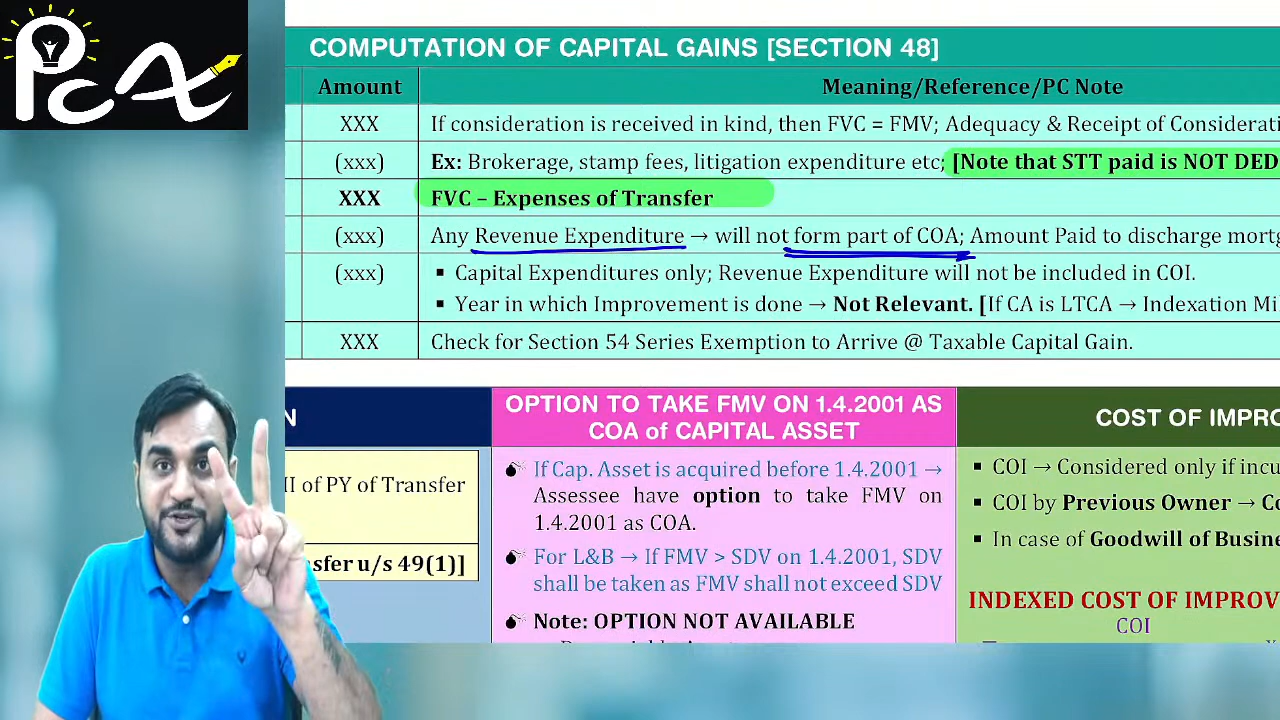 PCA
COMPUTATION OF CAPITAL GAINS [SECTION 48]
Amount Meaning/Reference/PC Note
XXX If consideration is received in kind, then FVC = FMV; Adequacy & Receipt of Considerati
(xxx) Ex: Brokerage, stamp fees, litigation expenditure etc; [Note that STT paid is NOT DED
XXX FVC – Expenses of Transfer
(xxx) Any Revenue Expenditure → will not form part of COA; Amount Paid to discharge mortg
(xxx) ▪ Capital Expenditures only; Revenue Expenditure will not be included in COI.
▪ Year in which Improvement is done → Not Relevant. [If CA is LTCA → Indexation Mi
XXX Check for Section 54 Series Exemption to Arrive @ Taxable Capital Gain.
N
II of PY of Transfer
sfer u/s 49(1)]
OPTION TO TAKE FMV ON 1.4.2001 AS
COA of CAPITAL ASSET
If Cap. Asset is acquired before 1.4.2001 →
Assessee have option to take FMV on
1.4.2001 as COA.
For L&B → If FMV > SDV on 1.4.2001, SDV
shall be taken as FMV shall not exceed SDV
Note: OPTION NOT AVAILABLE
COST OF IMPRO
▪ COI → Considered only if incu
▪ COI by Previous Owner → Co
▪ In case of Goodwill of Busine
INDEXED COST OF IMPROV
COI